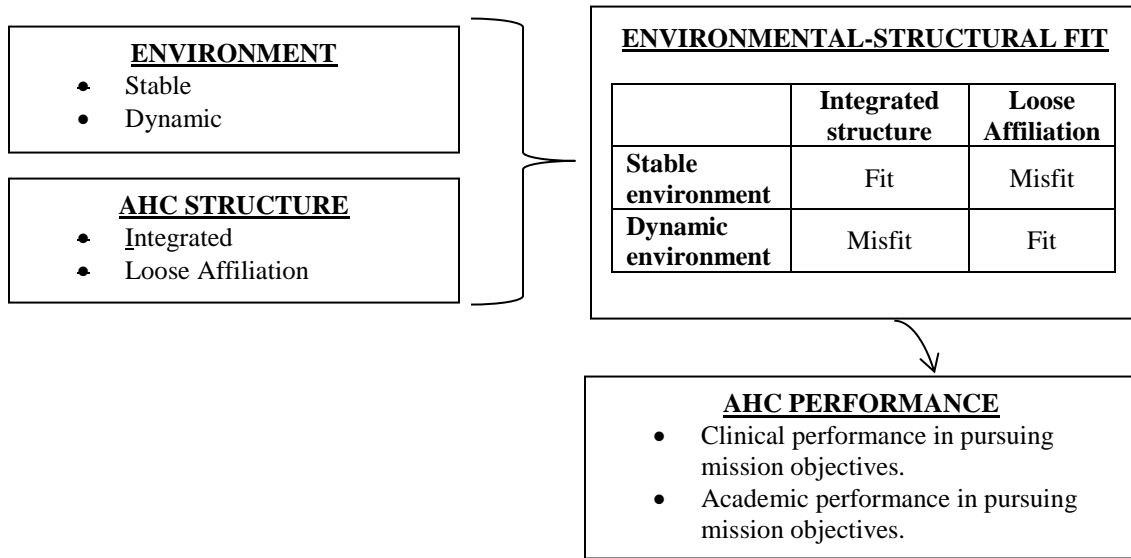 ENVIRONMENT
• Stable
• Dynamic
AHC STRUCTURE
• Integrated
• Loose Affiliation
ENVIRONMENTAL-STRUCTURAL FIT
Integrated structure Loose Affiliation
Stable environment Fit Misfit
Dynamic environment Misfit Fit
AHC PERFORMANCE
• Clinical performance in pursuing
mission objectives.
• Academic performance in pursuing
mission objectives.